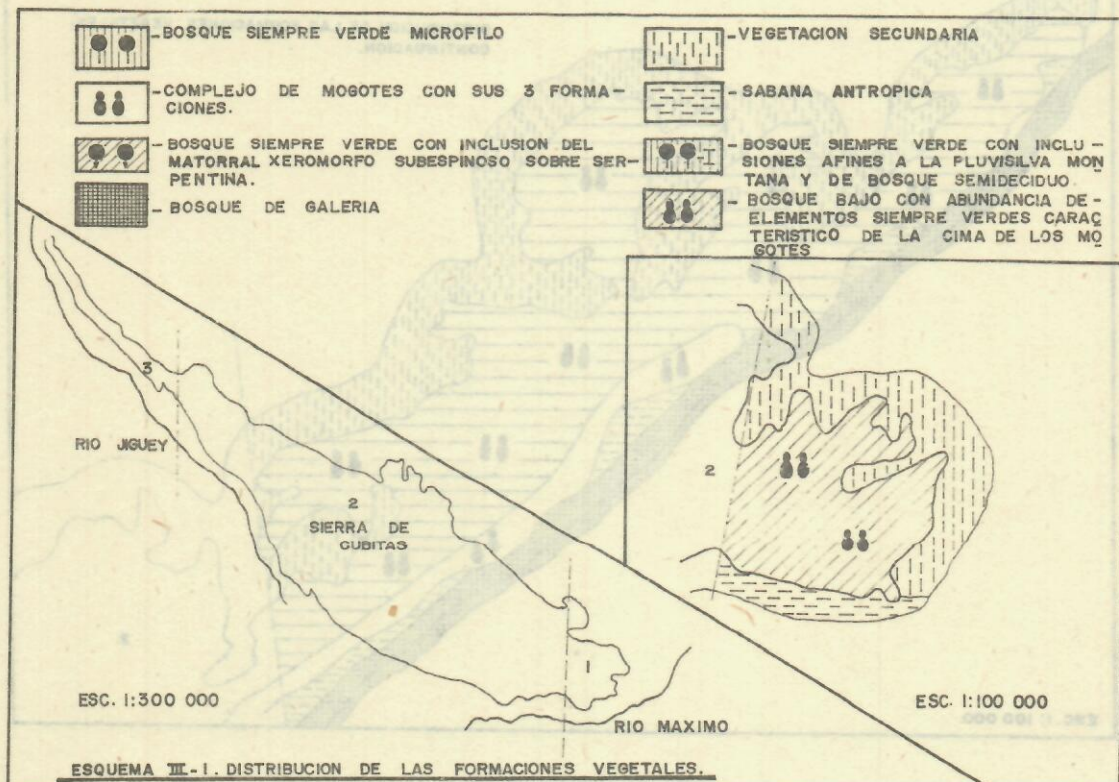 - BOSQUE SIEMPRE VERDE MICROFILO
- COMPLEJO DE MOGOTES CON SUS 3 FORMA-
CIONES.
- BOSQUE SIEMPRE VERDE CON INCLUSION DEL
MATORRAL XEROMORFO SUBESPINOSO SOBRE SER-
PENTINA.
- BOSQUE DE GALERIA
- VEGETACION SECUNDARIA
- SABANA ANTROPICA
- BOSQUE SIEMPRE VERDE CON INCLU-
SIONES AFINES A LA PLUVISILVA MON
TANA Y DE BOSQUE SEMIDECIDUO.
- BOSQUE BAJO CON ABUNDANCIA DE-
ELEMENTOS SIEMPRE VERDES CARAC
TERISTICO DE LA CIMA DE LOS MO
GOTES
3
RIO JIGUEY
2
SIERRA DE
CUBITAS
1
ESC. 1:300 000
RIO MAXIMO
2
ESC. 1:100 000
ESQUEMA III-1. DISTRIBUCION DE LAS FORMACIONES VEGETALES.